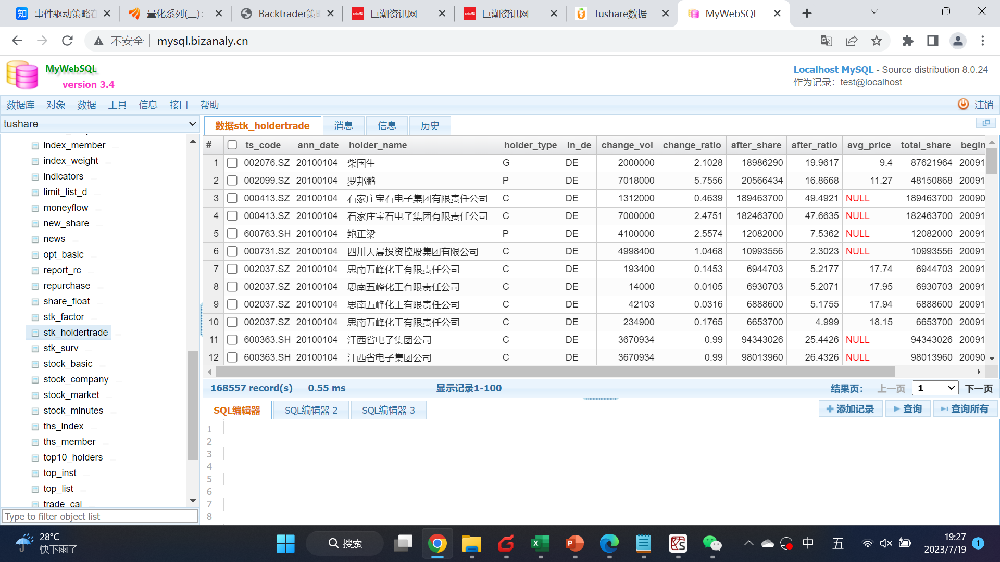 事件驱动策略在
量化系列(三)：
Backtrader策略
巨潮资讯网
巨潮资讯网
Tushare数据
MyWebSQL
不安全 mysql.bizanaly.cn
MyWebSQL
version 3.4
Localhost MySQL - Source distribution 8.0.24
作为记录： test@localhost
数据库 对象 数据 工具 信息 接口 帮助 注销
tushare
index_member
index_weight
indicators
limit_list_d
moneyflow
new_share
news
opt_basic
report_rc
repurchase
share_float
stk_factor
stk_holdertrade
stk_surv
stock_basic
stock_company
stock_market
stock_minutes
ths_index
ths_member
top10_holders
top_inst
top_list
trade_cal
Type to filter object list
数据stk_holdertrade 消息 信息 历史
# ts_code ann_date holder_name holder_type in_de change_vol change_ratio after_share after_ratio avg_price total_share begin
1 002076.SZ 20100104 柴国生 G DE 2000000 2.1028 18986290 19.9617 9.4 87621964 20091
2 002099.SZ 20100104 罗邦鹏 P DE 7018000 5.7556 20566434 16.8668 11.27 48150868 20091
3 000413.SZ 20100104 石家庄宝石电子集团有限责任公司 C DE 1312000 0.4639 189463700 49.4921 NULL 189463700 20090
4 000413.SZ 20100104 石家庄宝石电子集团有限责任公司 C DE 7000000 2.4751 182463700 47.6635 NULL 182463700 20091
5 600763.SH 20100104 鲍正梁 P DE 4100000 2.5574 12082000 7.5362 NULL 12082000 20091
6 000731.SZ 20100104 四川天晨投资控股集团有限公司 C DE 4998400 1.0468 10993556 2.3023 NULL 10993556 20091
7 002037.SZ 20100104 思南五峰化工有限责任公司 C DE 193400 0.1453 6944703 5.2177 17.74 6944703 20091
8 002037.SZ 20100104 思南五峰化工有限责任公司 C DE 14000 0.0105 6930703 5.2071 17.95 6930703 20091
9 002037.SZ 20100104 思南五峰化工有限责任公司 C DE 42103 0.0316 6888600 5.1755 17.94 6888600 20091
10 002037.SZ 20100104 思南五峰化工有限责任公司 C DE 234900 0.1765 6653700 4.999 18.15 6653700 20091
11 600363.SH 20100104 江西省电子集团公司 C DE 3670934 0.99 94343026 25.4426 NULL 94343026 20091
12 600363.SH 20100104 江西省电子集团公司 C DE 3670934 0.99 98013960 26.4326 NULL 98013960 20090
168557 record(s) 0.55 ms 显示记录1-100 结果页： 上一页 1 下一页
SQL编辑器 SQL编辑器 2 SQL编辑器 3 添加记录 查询 查询所有
1
2
3
4
5
6
7
8
28°C
快下雨了
搜索
中
五
19:27
2023/7/19
1